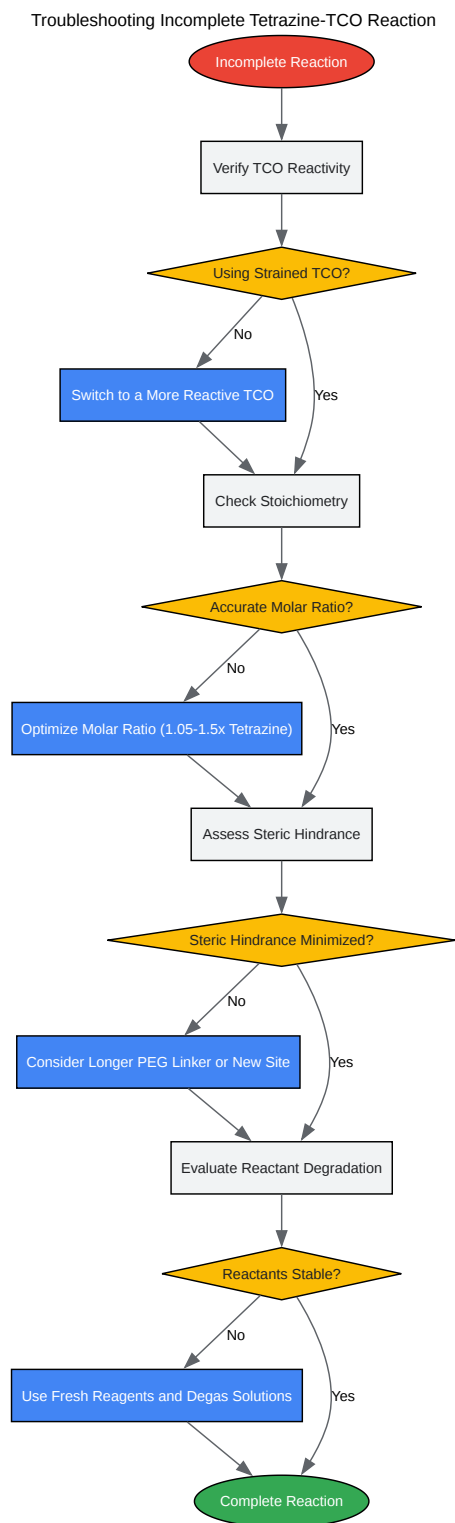 Troubleshooting Incomplete Tetrazine-TCO Reaction
Incomplete Reaction
Verify TCO Reactivity
Using Strained TCO?
No
Switch to a More Reactive TCO
Yes
Check Stoichiometry
Accurate Molar Ratio?
No
Optimize Molar Ratio (1.05-1.5x Tetrazine)
Yes
Assess Steric Hindrance
Steric Hindrance Minimized?
No
Consider Longer PEG Linker or New Site
Yes
Evaluate Reactant Degradation
Reactants Stable?
No
Use Fresh Reagents and Degas Solutions
Yes
Complete Reaction